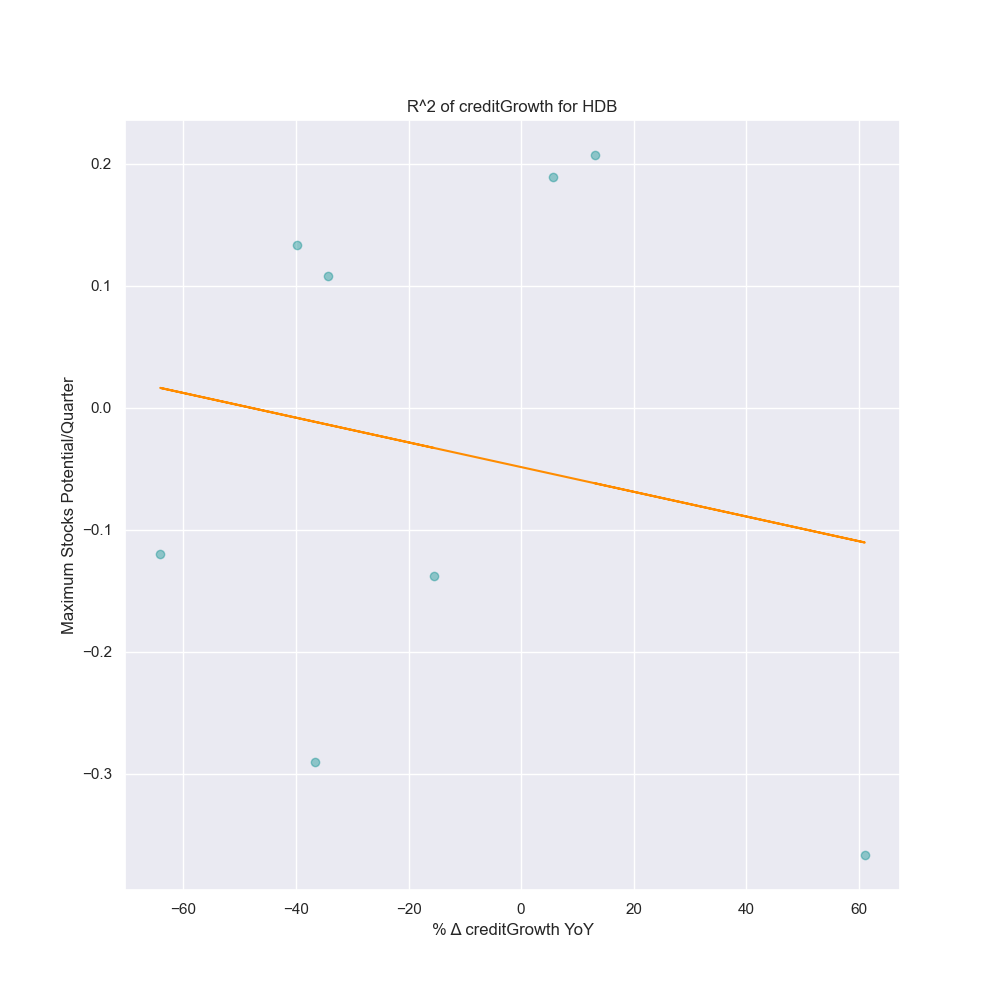 R^2 of creditGrowth for HDB
0.2
0.1
0.0
−0.1
−0.2
−0.3
Maximum Stocks Potential/Quarter
−60 −40 −20 0 20 40 60
% Δ creditGrowth YoY